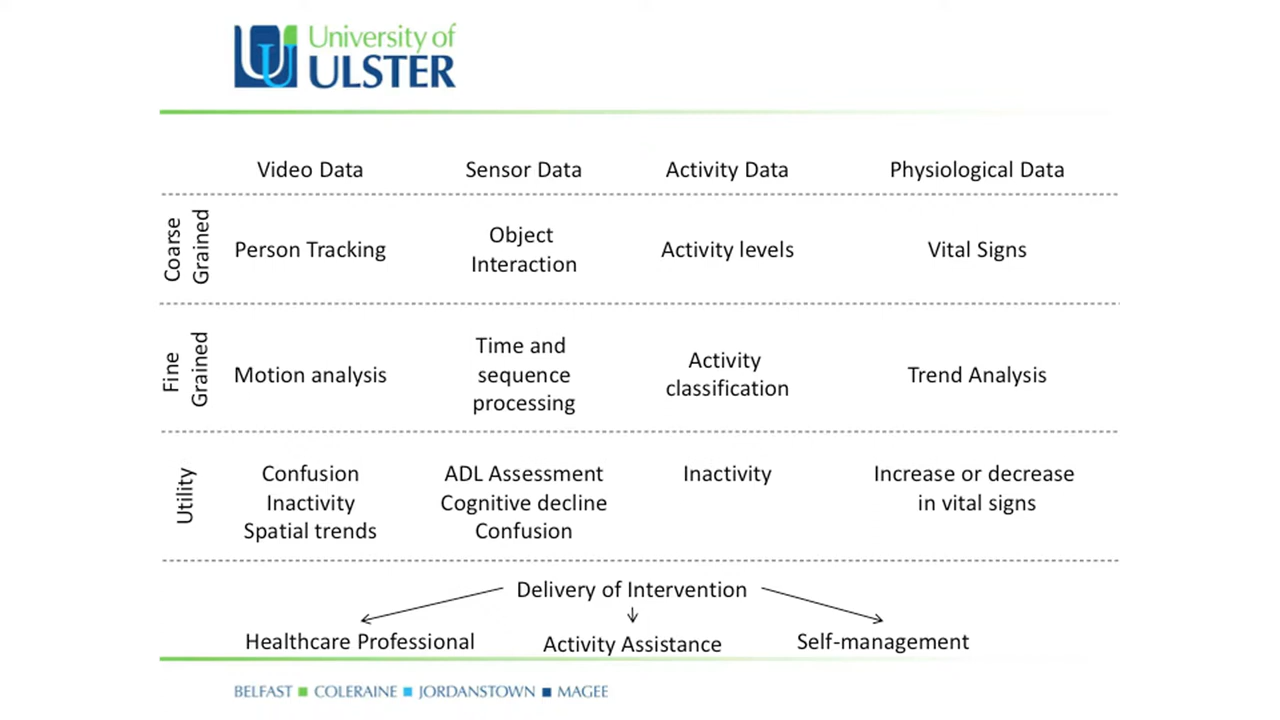 University of
ULSTER
Video Data
Sensor Data
Activity Data
Physiological Data
Coarse
Grained
Person Tracking
Object
Interaction
Activity levels
Vital Signs
Fine
Grained
Motion analysis
Time and
sequence
processing
Activity
classification
Trend Analysis
Utility
Confusion
Inactivity
Spatial trends
ADL Assessment
Cognitive decline
Confusion
Inactivity
Increase or decrease
in vital signs
Delivery of Intervention
Healthcare Professional
Activity Assistance
Self-management
BELFAST COLERAINE JORDANSTOWN MAGEE